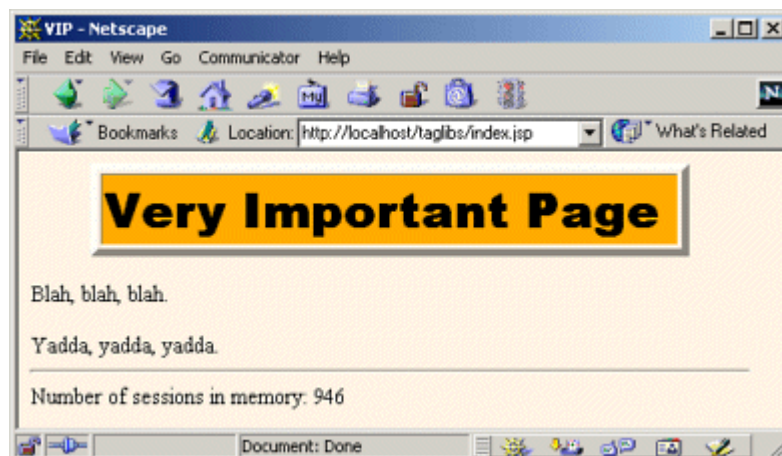 VIP - Netscape
File Edit View Go Communicator Help
My
N
Bookmarks Location: http://localhost/taglibs/index.jsp What's Related
Very Important Page
Blah, blah, blah.
Yadda, yadda, yadda.
Number of sessions in memory: 946
Document: Done